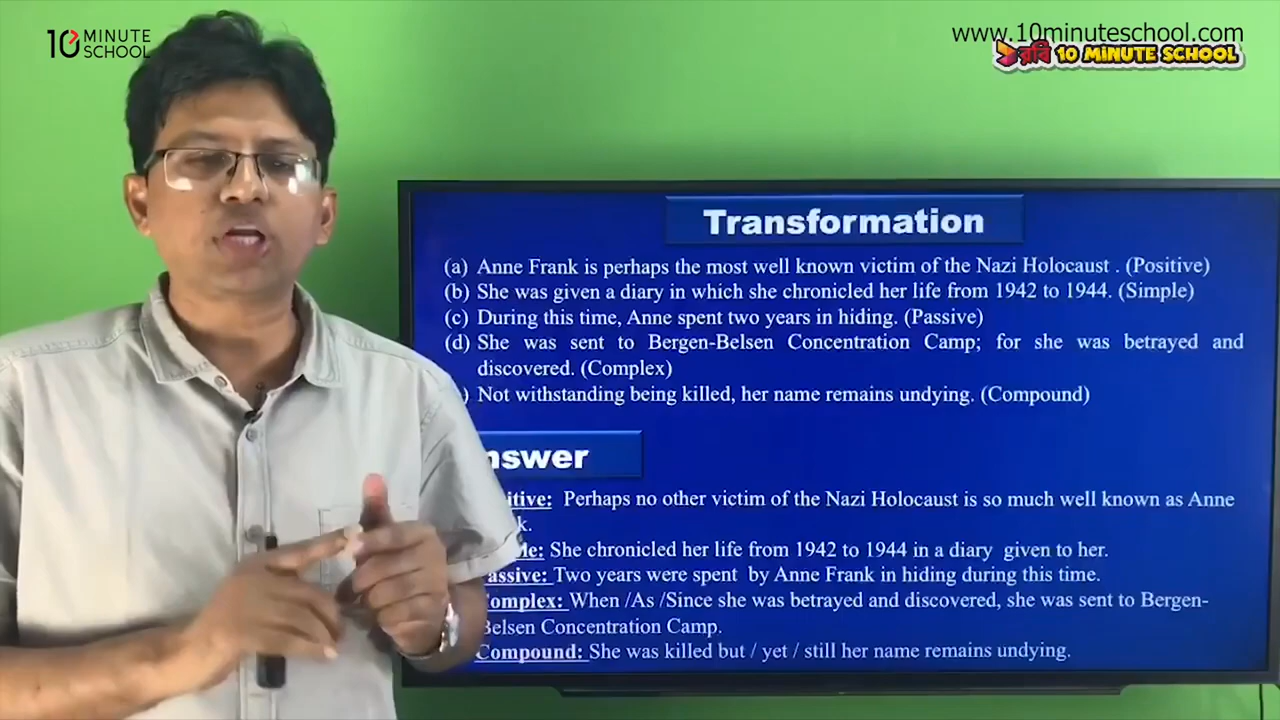 10 MINUTE
SCHOOL
www.10minuteschool.com
রবি 10 MINUTE SCHOOL
Transformation
(a) Anne Frank is perhaps the most well known victim of the Nazi Holocaust . (Positive)
(b) She was given a diary in which she chronicled her life from 1942 to 1944. (Simple)
(c) During this time, Anne spent two years in hiding. (Passive)
(d) She was sent to Bergen-Belsen Concentration Camp; for she was betrayed and
discovered. (Complex)
) Not withstanding being killed, her name remains undying. (Compound)
nswer
itive: Perhaps no other victim of the Nazi Holocaust is so much well known as Anne
k.
le: She chronicled her life from 1942 to 1944 in a diary given to her.
assive: Two years were spent by Anne Frank in hiding during this time.
omplex: When /As /Since she was betrayed and discovered, she was sent to Bergen-
Belsen Concentration Camp.
Compound: She was killed but / yet / still her name remains undying.